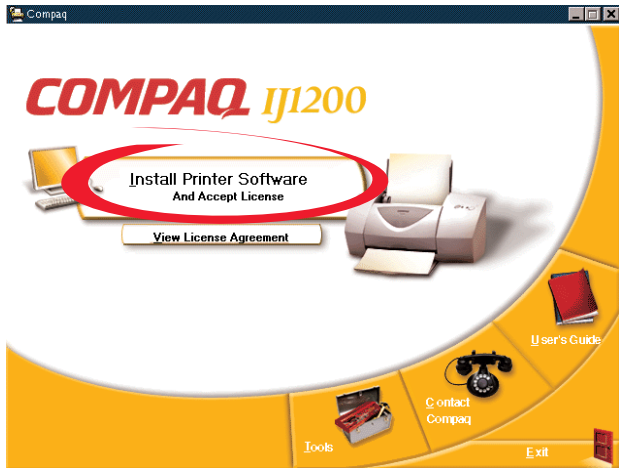 Compaq
COMPAQ IJ1200
Install Printer Software
And Accept License
View License Agreement
User's Guide
Contact
Compaq
Tools
Exit